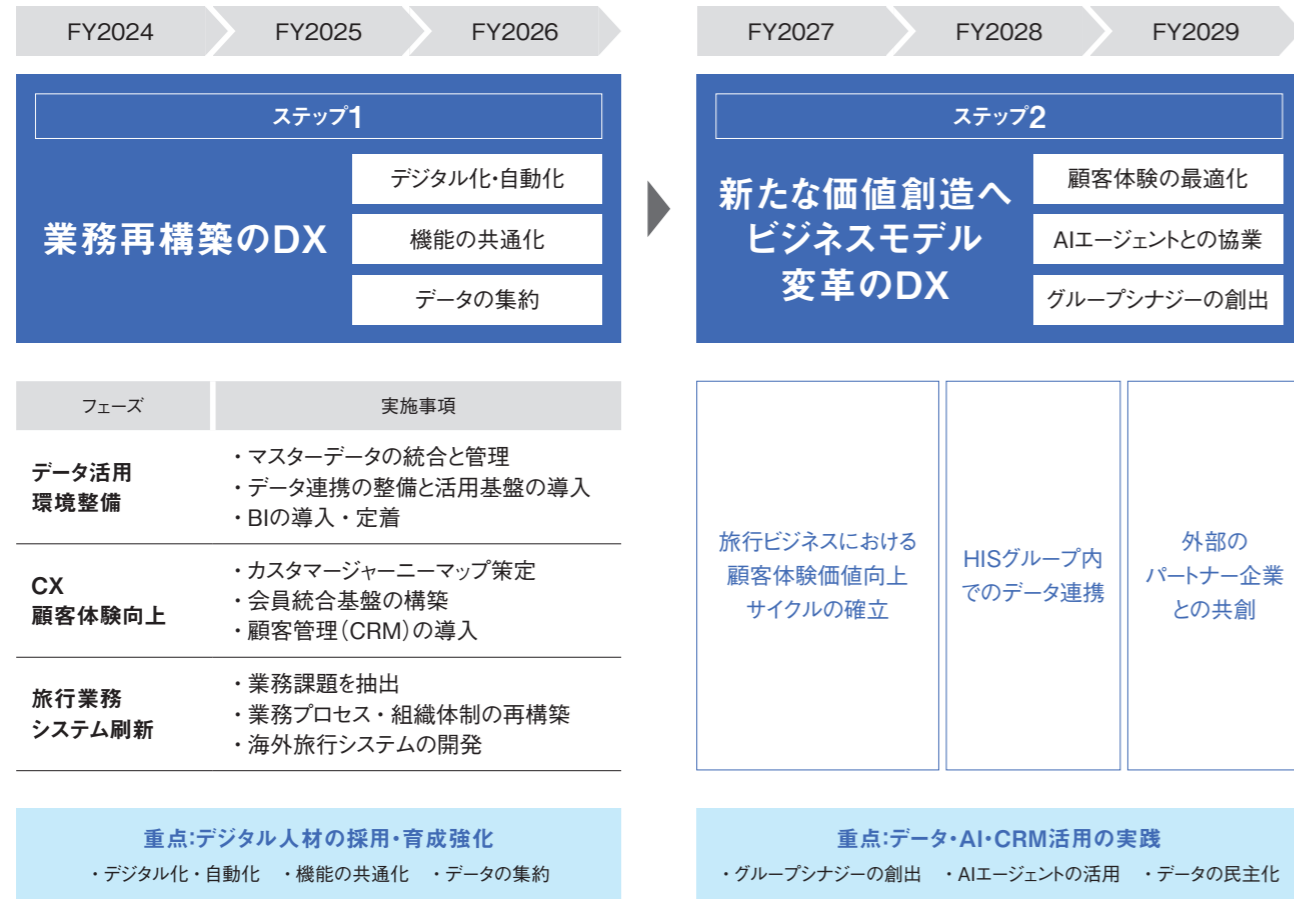 FY2024 FY2025 FY2026
ステップ1
業務再構築のDX
デジタル化・自動化
機能の共通化
データの集約
フェーズ 実施事項
データ活用
環境整備
・マスターデータの統合と管理
・データ連携の整備と活用基盤の導入
・BIの導入・定着
CX
顧客体験向上
・カスタマージャーニーマップ策定
・会員統合基盤の構築
・顧客管理(CRM)の導入
旅行業務
システム刷新
・業務課題を抽出
・業務プロセス・組織体制の再構築
・海外旅行システムの開発
重点:デジタル人材の採用・育成強化
・デジタル化・自動化 ・機能の共通化 ・データの集約
FY2027 FY2028 FY2029
ステップ2
新たな価値創造へ
ビジネスモデル
変革のDX
顧客体験の最適化
AIエージェントとの協業
グループシナジーの創出
旅行ビジネスにおける
顧客体験価値向上
サイクルの確立
HISグループ内
でのデータ連携
外部の
パートナー企業
との共創
重点:データ・AI・CRM活用の実践
・グループシナジーの創出 ・AIエージェントの活用 ・データの民主化